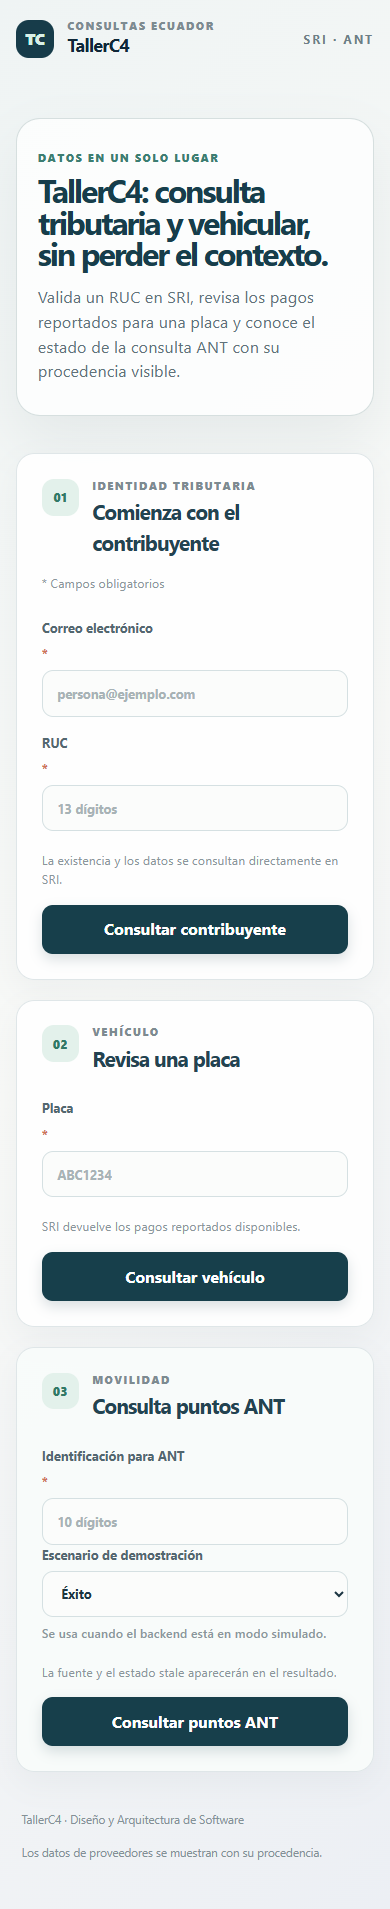 TC
CONSULTAS ECUADOR
TallerC4
SRI · ANT
DATOS EN UN SOLO LUGAR
TallerC4: consulta
tributaria y vehicular,
sin perder el contexto.
Valida un RUC en SRI, revisa los pagos
reportados para una placa y conoce el
estado de la consulta ANT con su
procedencia visible.
01
IDENTIDAD TRIBUTARIA
Comienza con el
contribuyente
* Campos obligatorios
Correo electrónico
*
persona@ejemplo.com
RUC
*
13 dígitos
La existencia y los datos se consultan directamente en
SRI.
Consultar contribuyente
02
VEHÍCULO
Revisa una placa
Placa
*
ABC1234
SRI devuelve los pagos reportados disponibles.
Consultar vehículo
03
MOVILIDAD
Consulta puntos ANT
Identificación para ANT
*
10 dígitos
Escenario de demostración
Éxito
Se usa cuando el backend está en modo simulado.
La fuente y el estado stale aparecerán en el resultado.
Consultar puntos ANT
TallerC4 · Diseño y Arquitectura de Software
Los datos de proveedores se muestran con su procedencia.